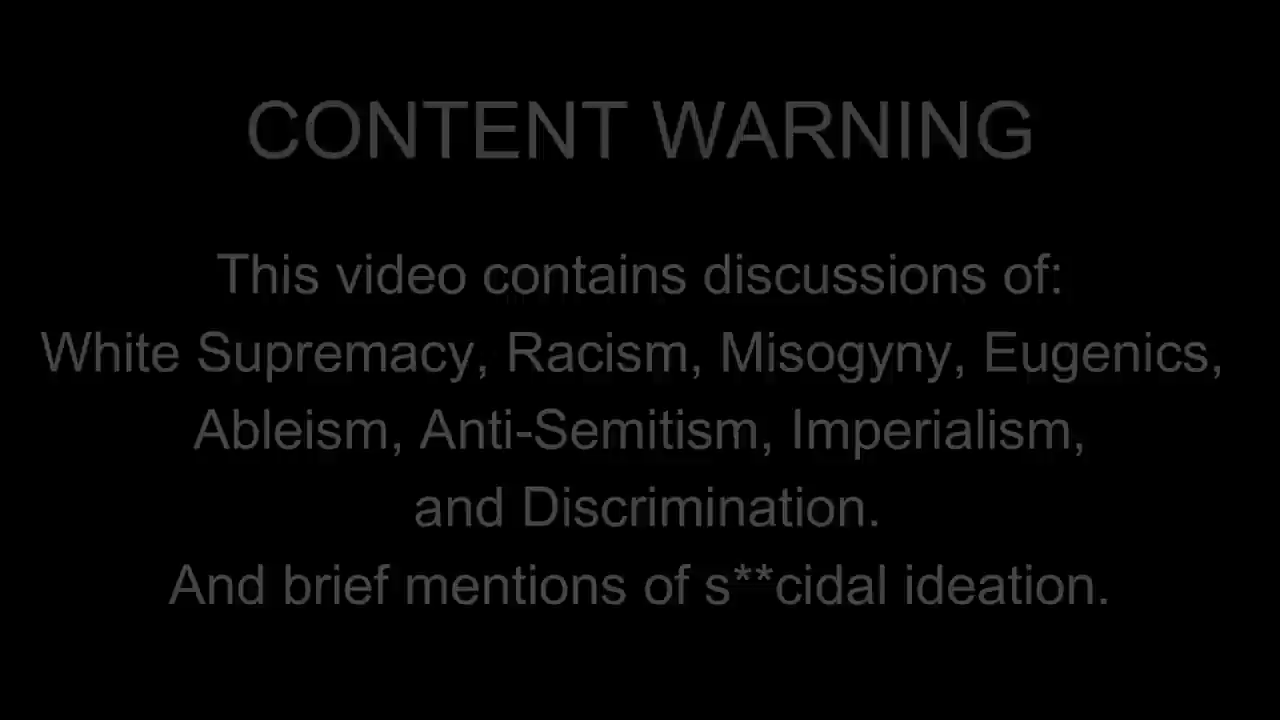 CONTENT WARNING
This video contains discussions of:
White Supremacy, Racism, Misogyny, Eugenics,
Ableism, Anti-Semitism, Imperialism,
and Discrimination.
And brief mentions of s**cidal ideation.